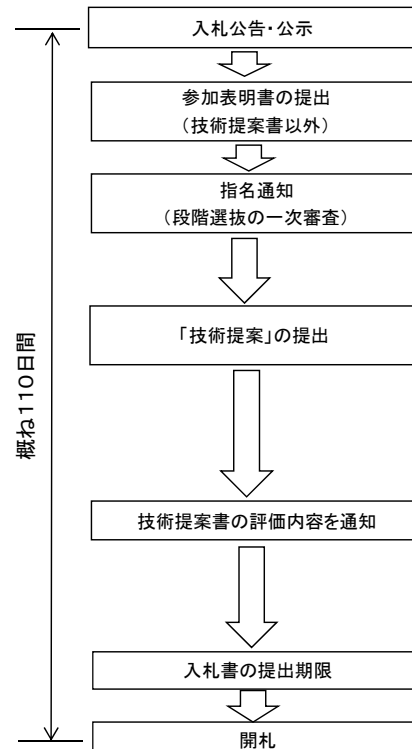 入札公告・公示
参加表明書の提出
（技術提案書以外）
指名通知
（段階選抜の一次審査）
「技術提案」の提出
概ね110日間
技術提案書の評価内容を通知
入札書の提出期限
開札